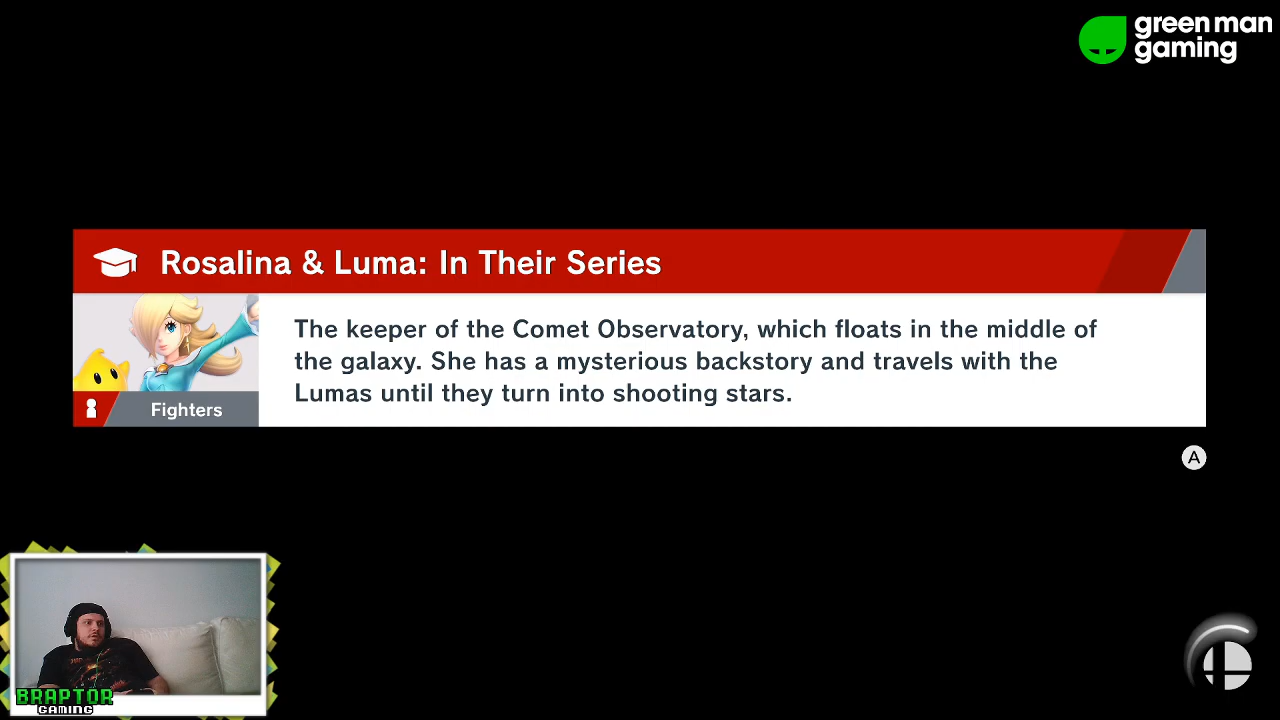 green man
gaming
Rosalina & Luma: In Their Series
The keeper of the Comet Observatory, which floats in the middle of
the galaxy. She has a mysterious backstory and travels with the
Lumas until they turn into shooting stars.
Fighters
A
BRAPTOR
GAMING